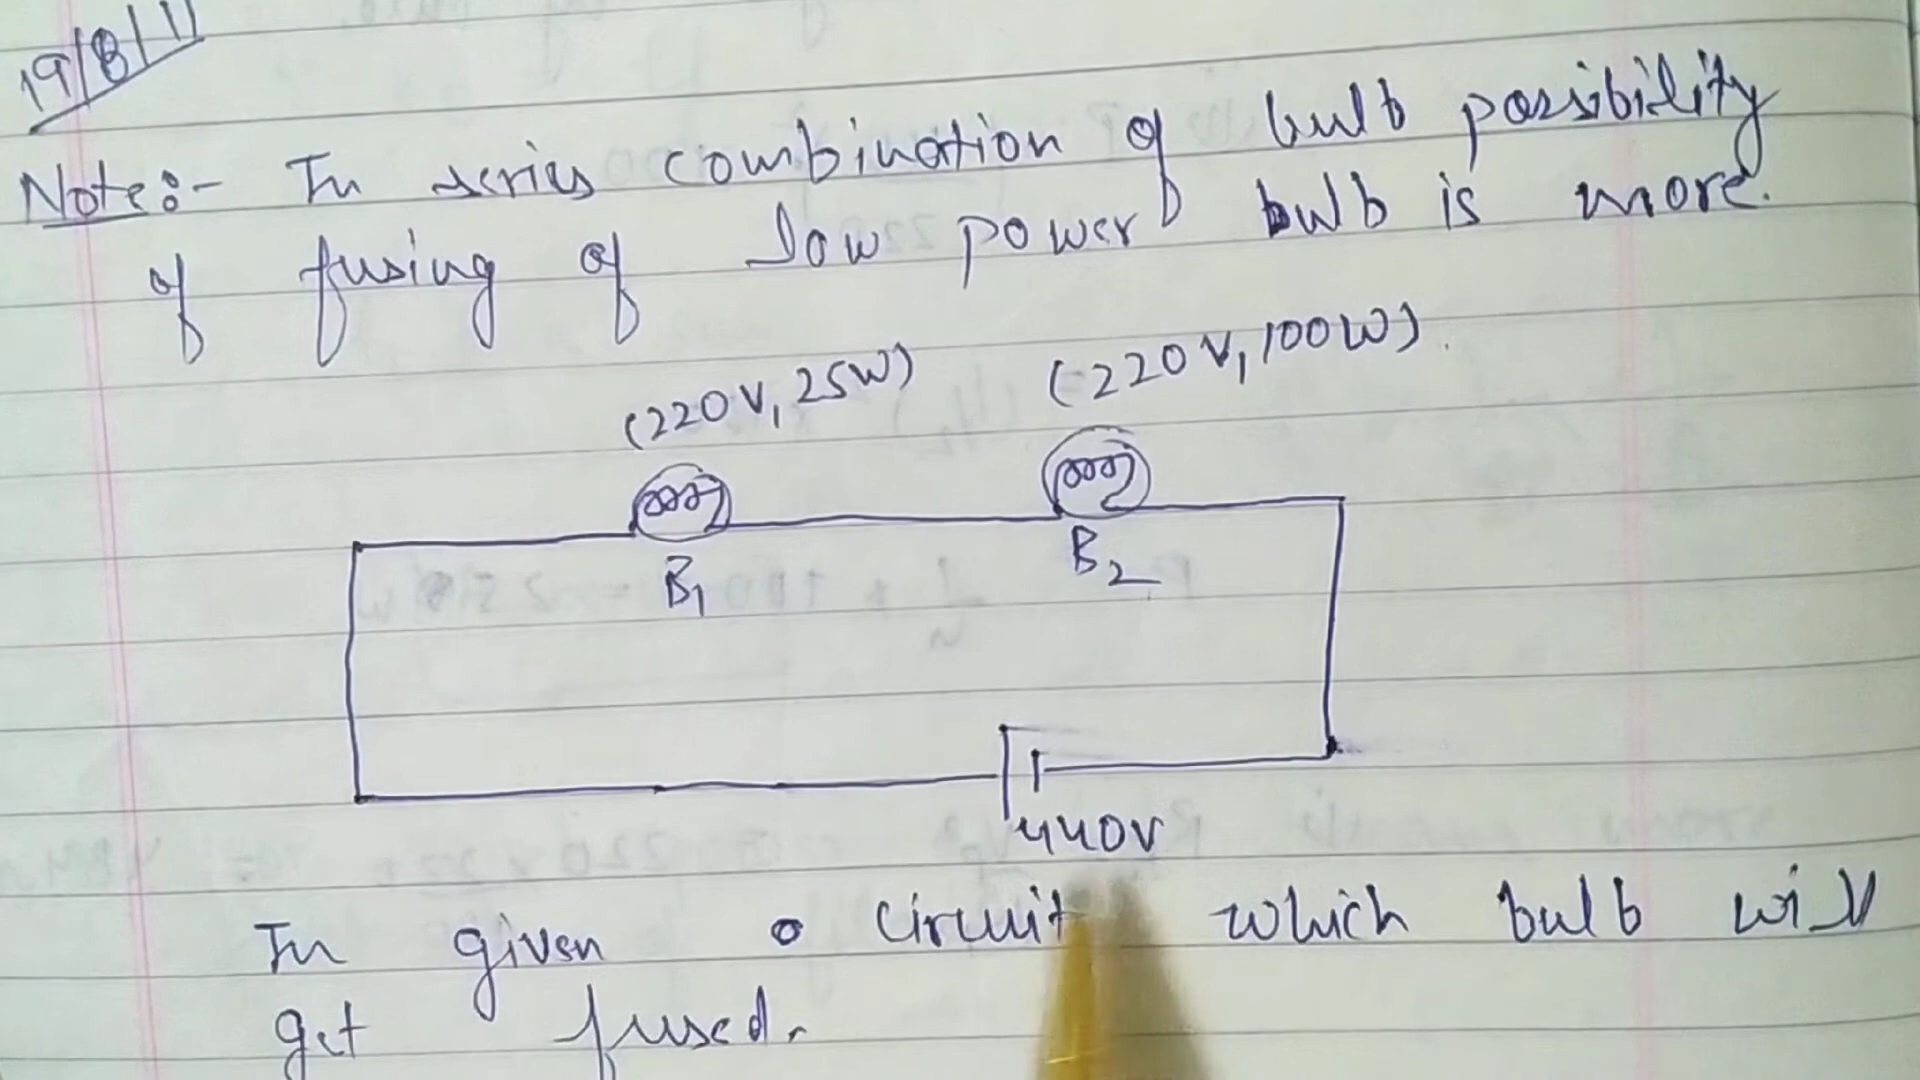 19/8/11
Note:- In series combination of bulb possibility
of fusing of low power bulb is more.
(220V, 25W) (220V, 100W).
B1 B2
440V
In given circuit which bulb will
get fused.